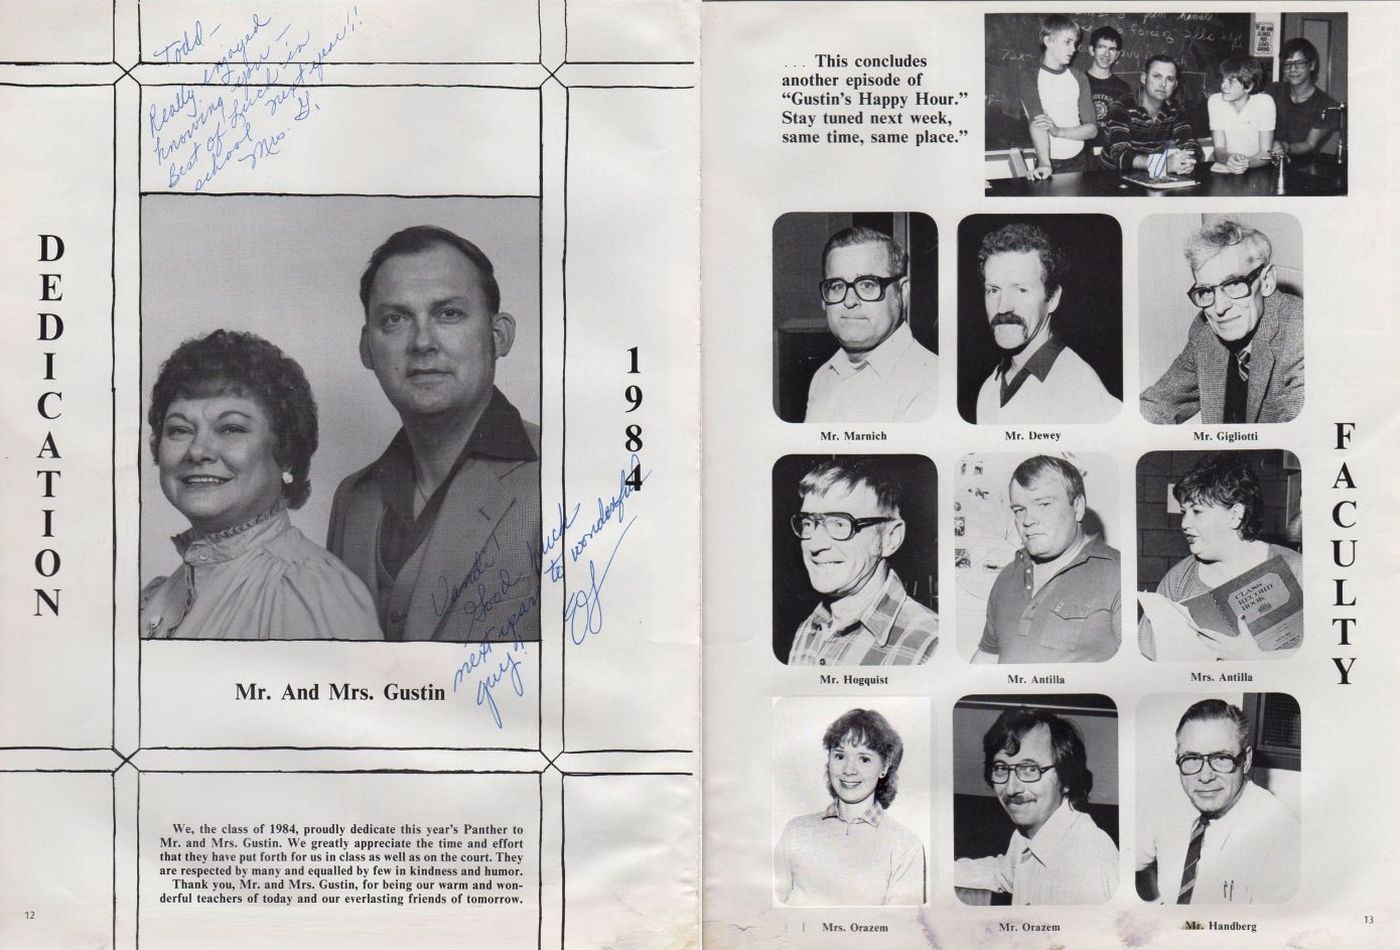 Todd-
Really enjoyed
knowing you -
Best of Luck in
school next year!!
Mrs. G.
DEDICATION
1984
Good luck
next year
to wonderful
guy!
Mr. And Mrs. Gustin
We, the class of 1984, proudly dedicate this year's Panther to
Mr. and Mrs. Gustin. We greatly appreciate the time and effort
that they have put forth for us in class as well as on the court. They
are respected by many and equalled by few in kindness and humor.
Thank you, Mr. and Mrs. Gustin, for being our warm and won-
derful teachers of today and our everlasting friends of tomorrow.
12
... This concludes
another episode of
“Gustin's Happy Hour.”
Stay tuned next week,
same time, same place.”
FACULTY
Mr. Marnich
Mr. Dewey
Mr. Gigliotti
CLASS
RECORD
BOOK
Mr. Hogquist
Mr. Antilla
Mrs. Antilla
Mrs. Orazem
Mr. Orazem
Mr. Handberg
13